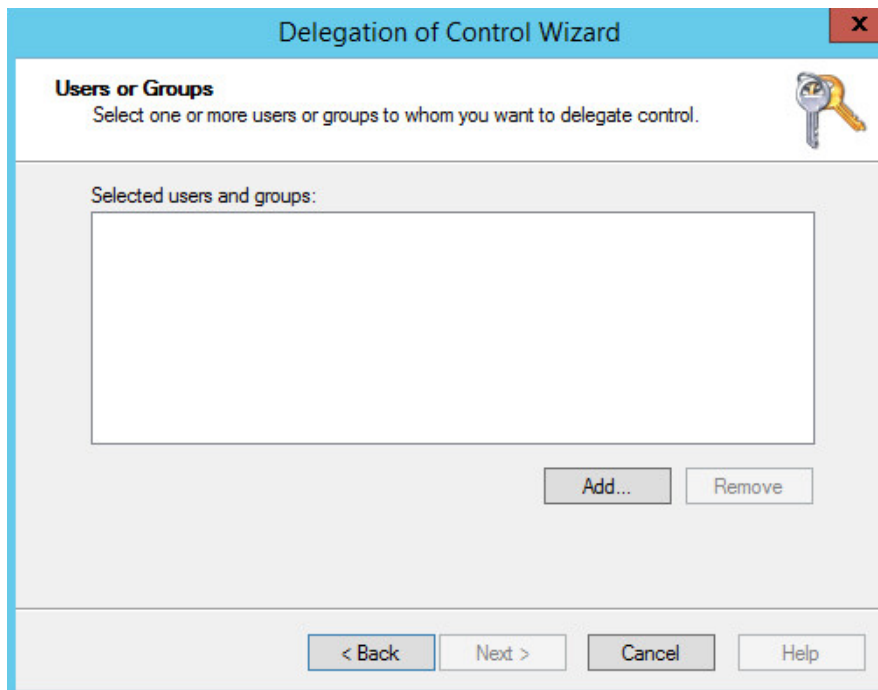 Delegation of Control Wizard
x
Users or Groups
Select one or more users or groups to whom you want to delegate control.
Selected users and groups:
Add...
Remove
< Back
Next >
Cancel
Help